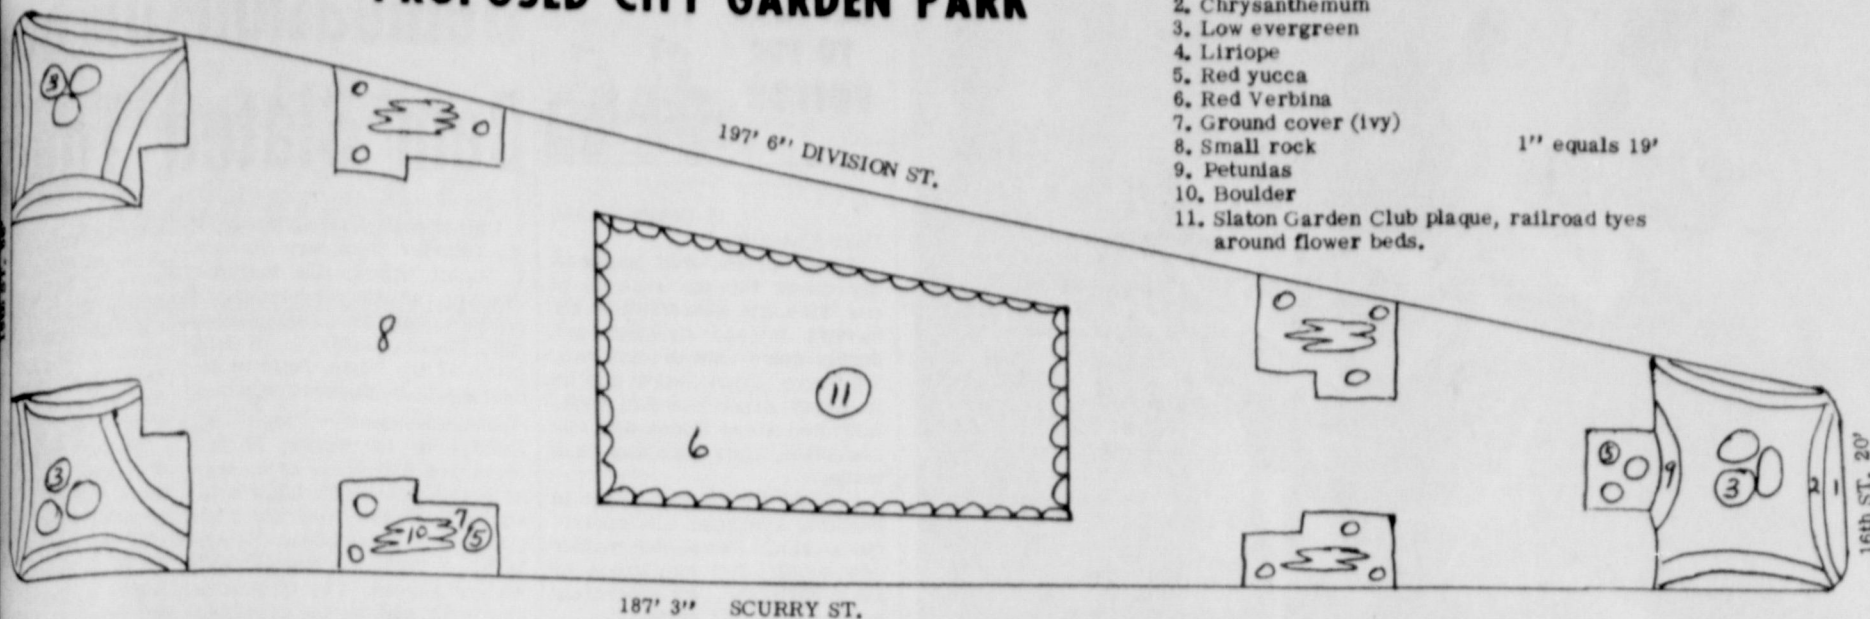 PROPOSED CITY GARDEN PARK
2. Chrysanthemum
3. Low evergreen
4. Liriope
5. Red yucca
6. Red Verbina
7. Ground cover (ivy)
8. Small rock
1" equals 19'
9. Petunias
10. Boulder
11. Slaton Garden Club plaque, railroad tyes
around flower beds.
197' 6" DIVISION ST.
3
8
11
6
3
10
7
5
5
9
3
2
1
16th ST. 20'
187' 3" SCURRY ST.